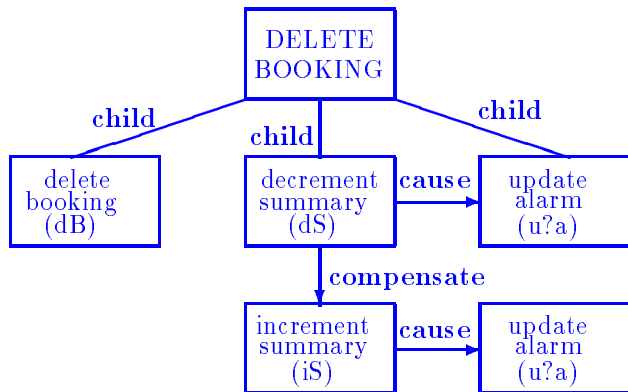 DELETE
BOOKING
child
child
child
delete
booking
(dB)
decrement
summary
(dS)
cause
update
alarm
(u?a)
compensate
increment
summary
(iS)
cause
update
alarm
(u?a)